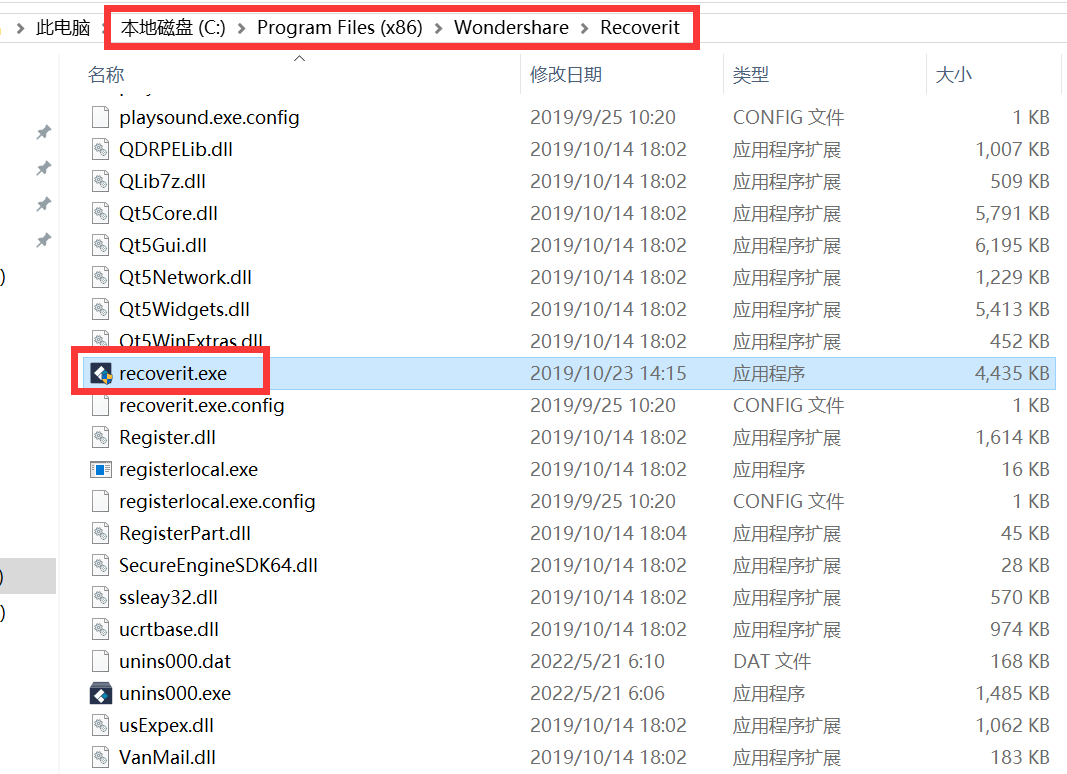 此电脑 本地磁盘 (C:) Program Files (x86) Wondershare Recoverit
名称 修改日期 类型 大小
playsound.exe.config 2019/9/25 10:20 CONFIG 文件 1 KB
QDRPELib.dll 2019/10/14 18:02 应用程序扩展 1,007 KB
QLib7z.dll 2019/10/14 18:02 应用程序扩展 509 KB
Qt5Core.dll 2019/10/14 18:02 应用程序扩展 5,791 KB
Qt5Gui.dll 2019/10/14 18:02 应用程序扩展 6,195 KB
Qt5Network.dll 2019/10/14 18:02 应用程序扩展 1,229 KB
Qt5Widgets.dll 2019/10/14 18:02 应用程序扩展 5,413 KB
Qt5WinExtras.dll 2019/10/14 18:02 应用程序扩展 452 KB
recoverit.exe 2019/10/23 14:15 应用程序 4,435 KB
recoverit.exe.config 2019/9/25 10:20 CONFIG 文件 1 KB
Register.dll 2019/10/14 18:02 应用程序扩展 1,614 KB
registerlocal.exe 2019/10/14 18:02 应用程序 16 KB
registerlocal.exe.config 2019/9/25 10:20 CONFIG 文件 1 KB
RegisterPart.dll 2019/10/14 18:04 应用程序扩展 45 KB
SecureEngineSDK64.dll 2019/10/14 18:02 应用程序扩展 28 KB
ssleay32.dll 2019/10/14 18:02 应用程序扩展 570 KB
ucrtbase.dll 2019/10/14 18:02 应用程序扩展 974 KB
unins000.dat 2022/5/21 6:10 DAT 文件 168 KB
unins000.exe 2022/5/21 6:06 应用程序 1,485 KB
usExpex.dll 2019/10/14 18:02 应用程序扩展 1,062 KB
VanMail.dll 2019/10/14 18:02 应用程序扩展 183 KB